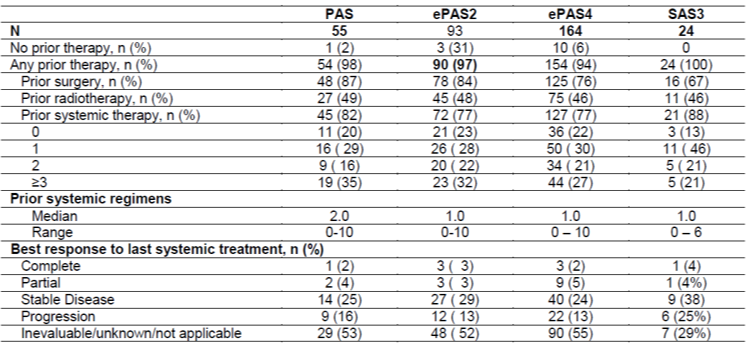 PAS ePAS2 ePAS4 SAS3
N 55 93 164 24
No prior therapy, n (%) 1 (2) 3 (31) 10 (6) 0
Any prior therapy, n (%) 54 (98) 90 (97) 154 (94) 24 (100)
Prior surgery, n (%) 48 (87) 78 (84) 125 (76) 16 (67)
Prior radiotherapy, n (%) 27 (49) 45 (48) 75 (46) 11 (46)
Prior systemic therapy, n (%) 45 (82) 72 (77) 127 (77) 21 (88)
0 11 (20) 21 (23) 36 (22) 3 (13)
1 16 ( 29) 26 ( 28) 50 ( 30) 11 ( 46)
2 9 ( 16) 20 ( 22) 34 ( 21) 5 ( 21)
≥3 19 (35) 23 (32) 44 (27) 5 (21)
Prior systemic regimens
Median 2.0 1.0 1.0 1.0
Range 0-10 0-10 0 – 10 0 – 6
Best response to last systemic treatment, n (%)
Complete 1 (2) 3 ( 3) 3 (2) 1 (4)
Partial 2 (4) 3 ( 3) 9 (5) 1 (4%)
Stable Disease 14 (25) 27 ( 29) 40 (24) 9 (38)
Progression 9 (16) 12 ( 13) 22 (13) 6 (25%)
Inevaluable/unknown/not applicable 29 (53) 48 ( 52) 90 (55) 7 (29%)